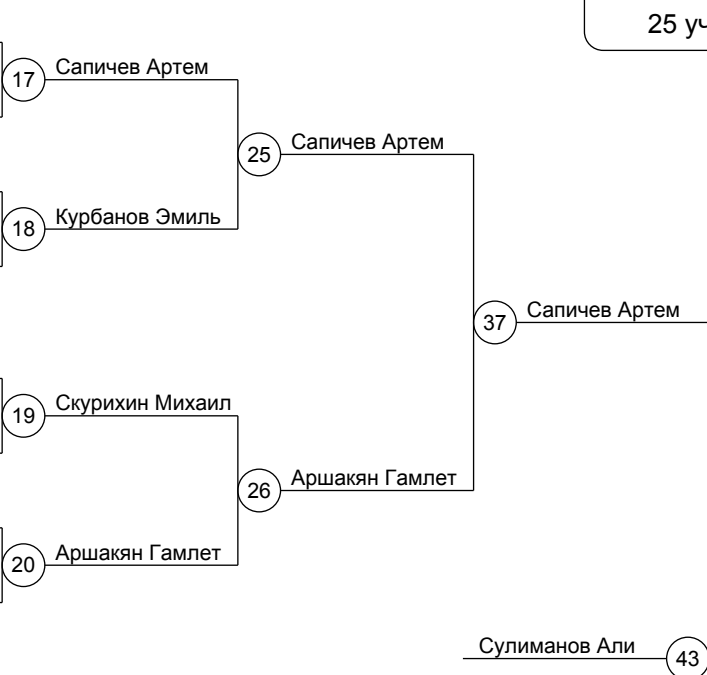 25 уч
17 Сапичев Артем
25 Сапичев Артем
18 Курбанов Эмиль
37 Сапичев Артем
19 Скурихин Михаил
26 Аршакян Гамлет
20 Аршакян Гамлет
Сулиманов Али 43